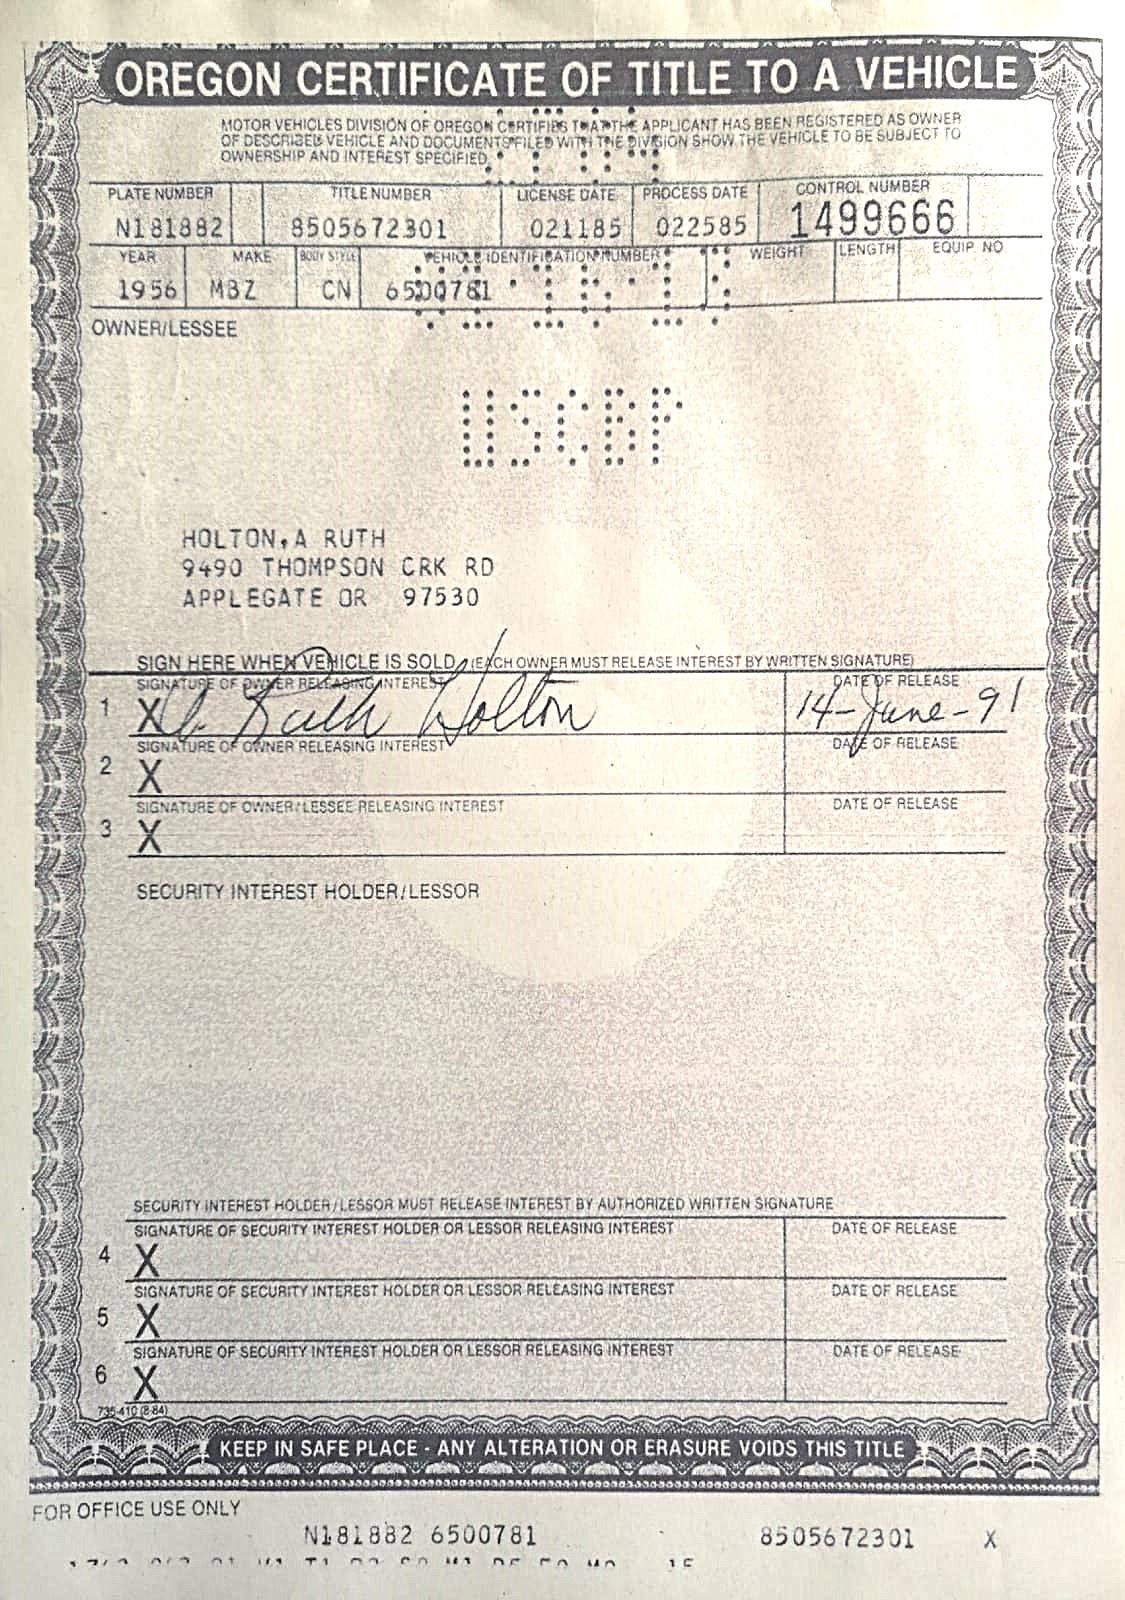 OREGON CERTIFICATE OF TITLE TO A VEHICLE
MOTOR VEHICLES DIVISION OF OREGON CERTIFIES THAT THE APPLICANT HAS BEEN REGISTERED AS OWNER
OF DESCRIBED VEHICLE AND DOCUMENTS FILED WITH THE DIVISION SHOW THE VEHICLE TO BE SUBJECT TO
OWNERSHIP AND INTEREST SPECIFIED.
PLATE NUMBER TITLE NUMBER LICENSE DATE PROCESS DATE CONTROL NUMBER
N181882 8505672301 021185 022585 1499666
YEAR MAKE BODY STYLE VEHICLE IDENTIFICATION NUMBER WEIGHT LENGTH EQUIP. NO
1956 MBZ CN 6500781
OWNER/LESSEE
USCBP
HOLTON, A RUTH
9490 THOMPSON CRK RD
APPLEGATE OR 97530
SIGN HERE WHEN VEHICLE IS SOLD (EACH OWNER MUST RELEASE INTEREST BY WRITTEN SIGNATURE)
SIGNATURE OF OWNER RELEASING INTEREST DATE OF RELEASE
1 X A. Ruth Holton 14-June-91
SIGNATURE OF OWNER RELEASING INTEREST DATE OF RELEASE
2 X
SIGNATURE OF OWNER/LESSEE RELEASING INTEREST DATE OF RELEASE
3 X
SECURITY INTEREST HOLDER/LESSOR
SECURITY INTEREST HOLDER/LESSOR MUST RELEASE INTEREST BY AUTHORIZED WRITTEN SIGNATURE
SIGNATURE OF SECURITY INTEREST HOLDER OR LESSOR RELEASING INTEREST DATE OF RELEASE
4 X
SIGNATURE OF SECURITY INTEREST HOLDER OR LESSOR RELEASING INTEREST DATE OF RELEASE
5 X
SIGNATURE OF SECURITY INTEREST HOLDER OR LESSOR RELEASING INTEREST DATE OF RELEASE
6 X
735-410 (8-84)
KEEP IN SAFE PLACE - ANY ALTERATION OR ERASURE VOIDS THIS TITLE
FOR OFFICE USE ONLY
N181882 6500781 8505672301 X